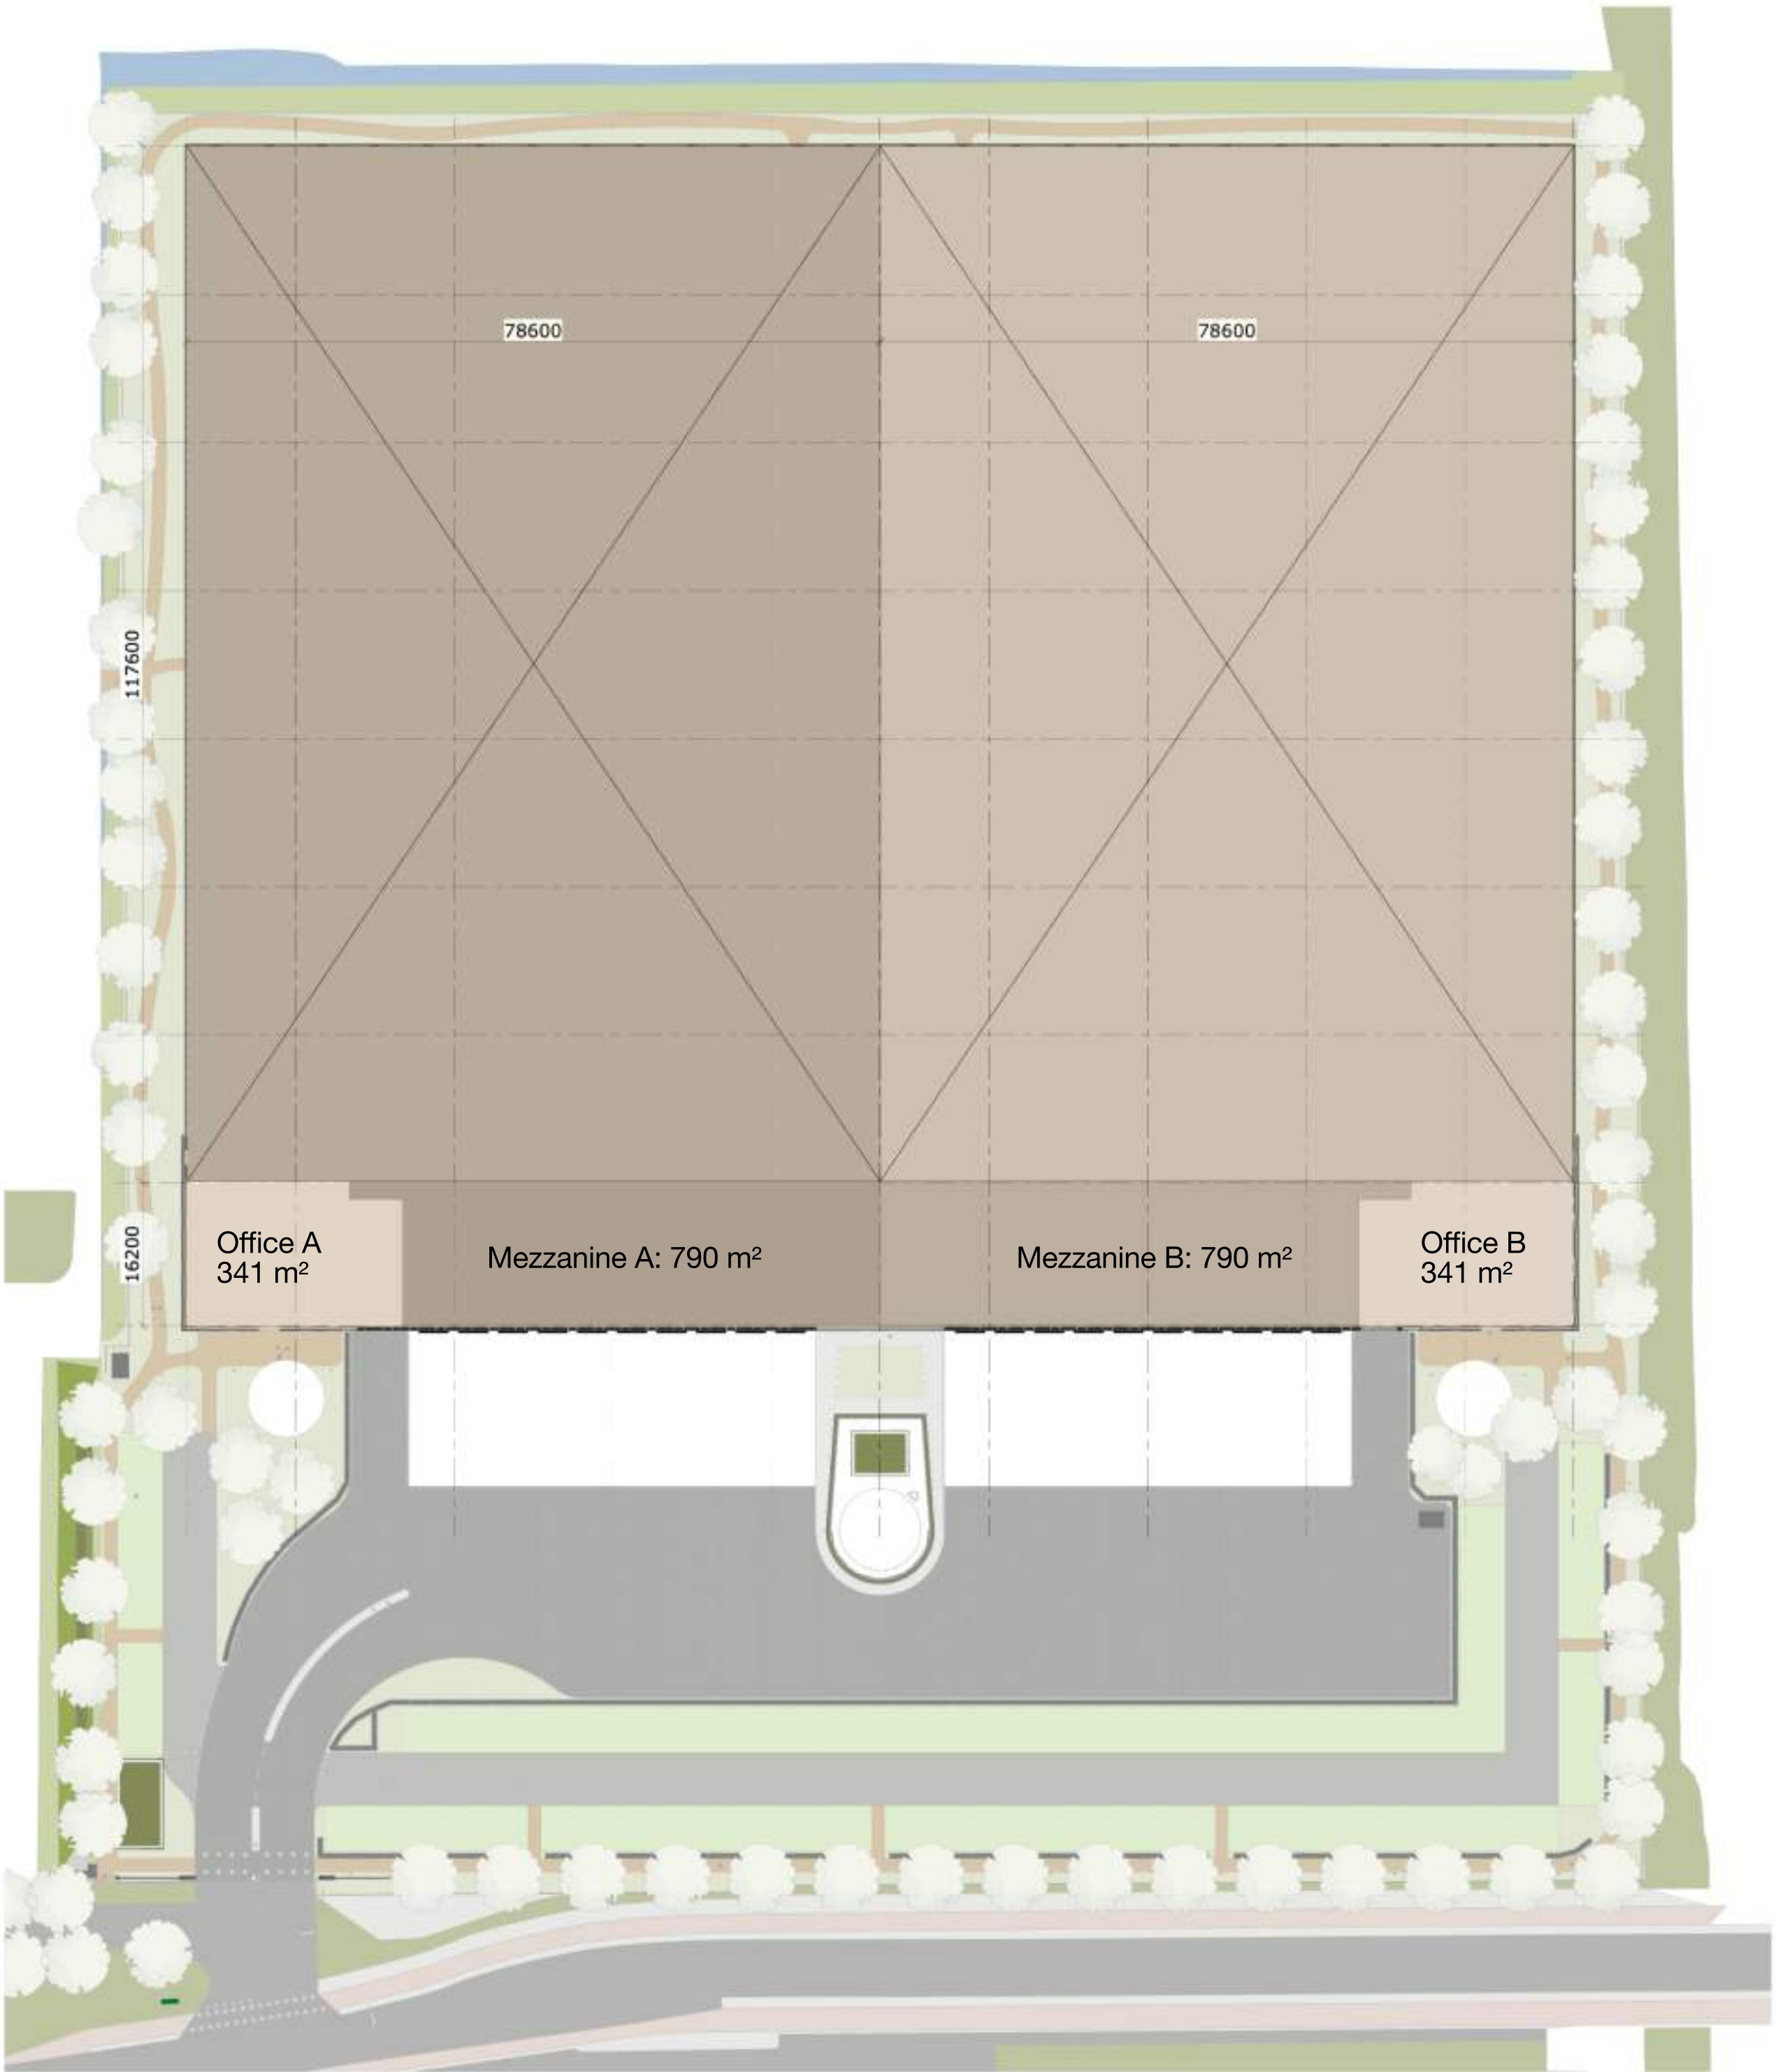 78600
78600
117600
16200
Office A
341 m²
Mezzanine A: 790 m²
Mezzanine B: 790 m²
Office B
341 m²